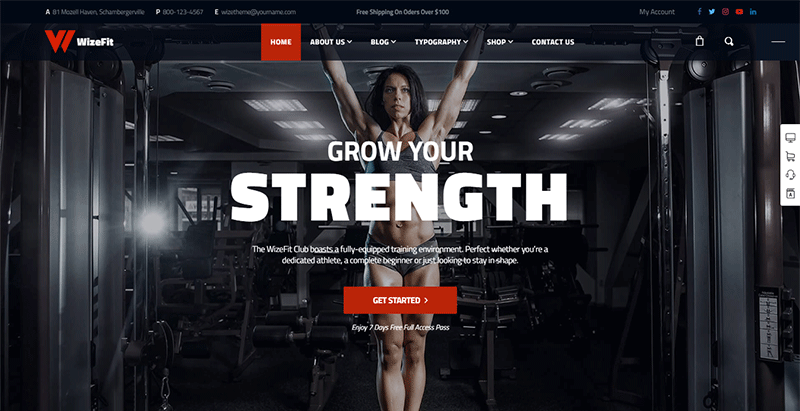 A 81 Mozell Haven, Schambergerville P 800-123-4567 E wizetheme@yourname.com Free Shipping On Oders Over $100 My Account
WizeFit HOME ABOUT US BLOG TYPOGRAPHY SHOP CONTACT US
GROW YOUR
STRENGTH
The WizeFit Club boasts a fully-equipped training environment. Perfect whether you're a
dedicated athlete, a complete beginner or just looking to stay in shape.
GET STARTED
Enjoy 7 Days Free Full Access Pass